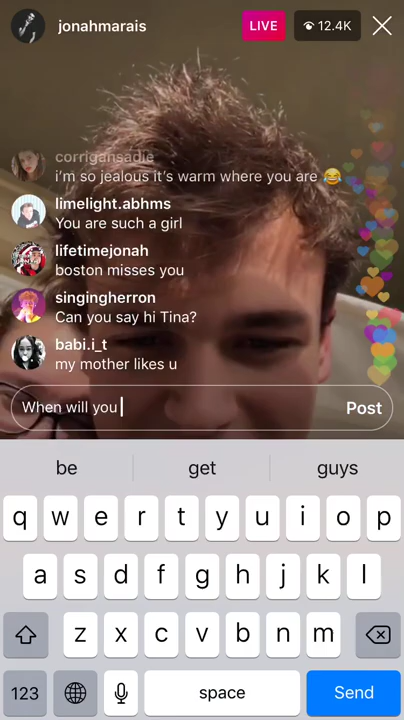 jonahmarais LIVE 12.4K
corrigansadie
i'm so jealous it's warm where you are 😂
limelight.abhms
You are such a girl
lifetimejonah
boston misses you
singingherron
Can you say hi Tina?
babi.i_t
my mother likes u
When will you Post
be get guys
q w e r t y u i o p
a s d f g h j k l
z x c v b n m
123 space Send